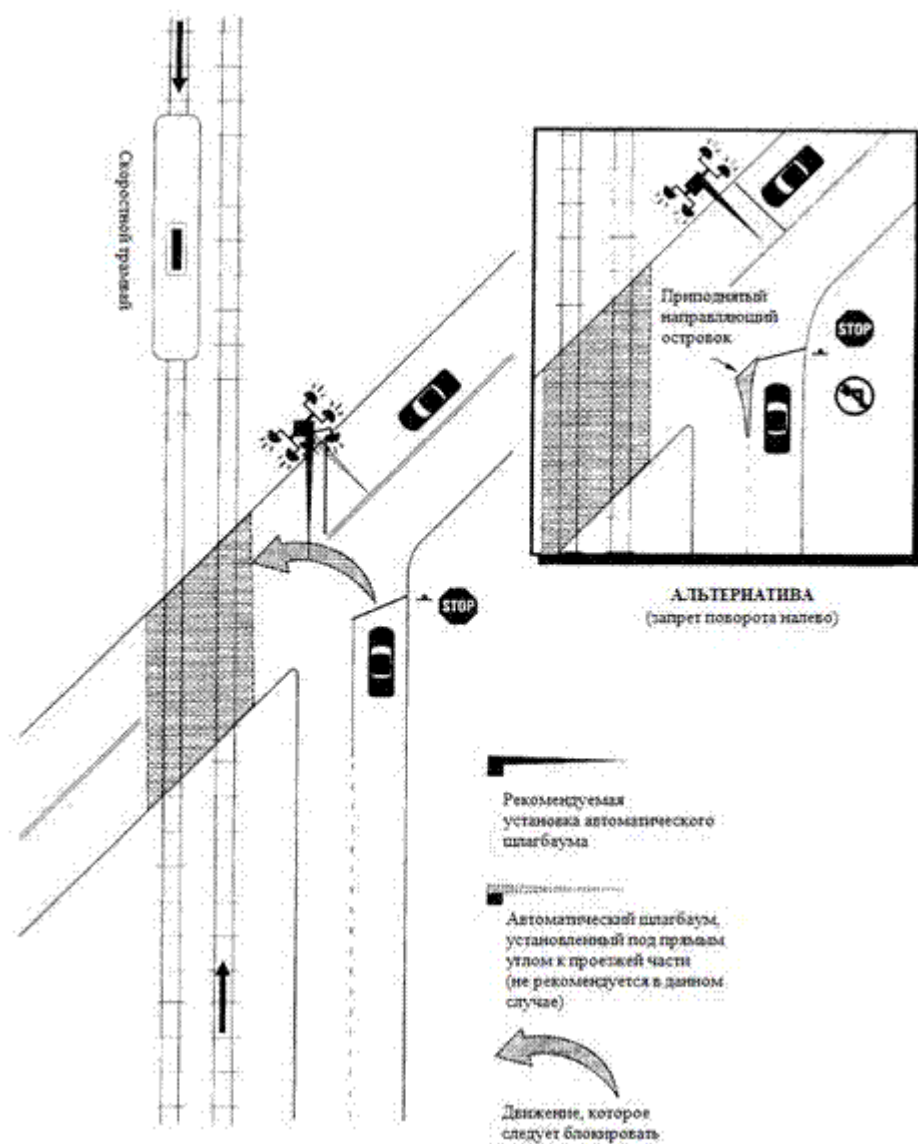 Скоростной трамвай
Приподнятый
направляющий
островок
STOP
АЛЬТЕРНАТИВА
(запрет поворота налево)
STOP
Рекомендуемая
установка автоматического
шлагбаума
Автоматический шлагбаум,
установленный под прямым
углом к проезжей части
(не рекомендуется в данном
случае)
Движение, которое
следует блокировать